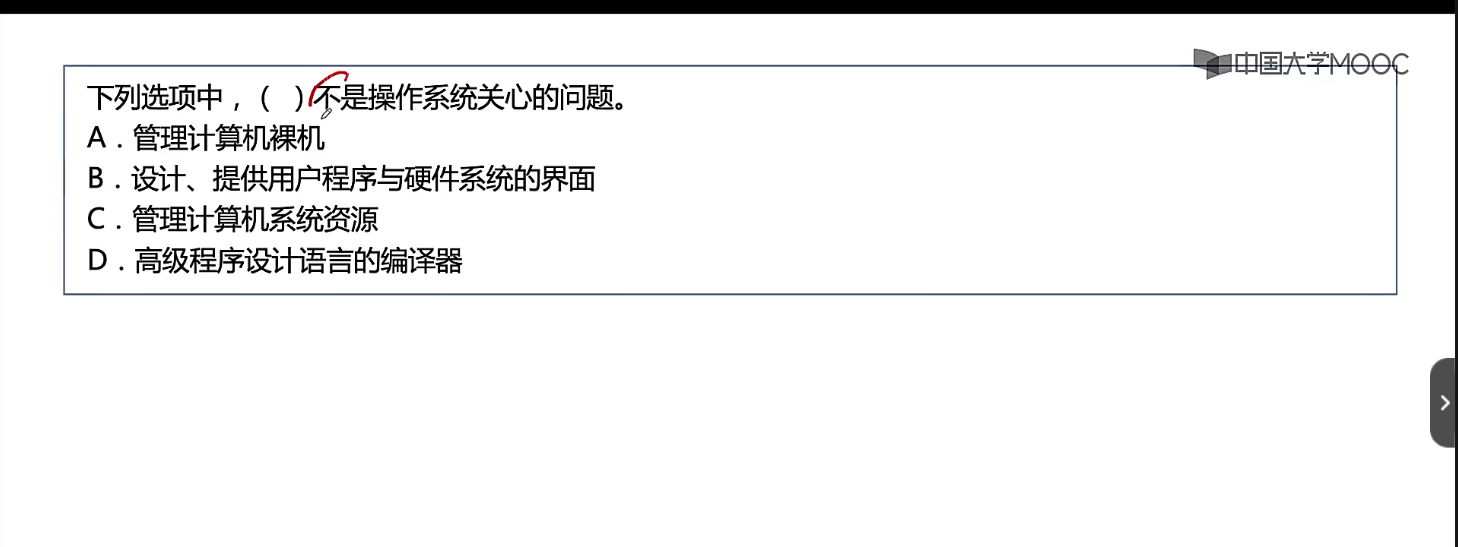 中国大学MOOC
下列选项中，（  ）不是操作系统关心的问题。
A．管理计算机裸机
B．设计、提供用户程序与硬件系统的界面
C．管理计算机系统资源
D．高级程序设计语言的编译器